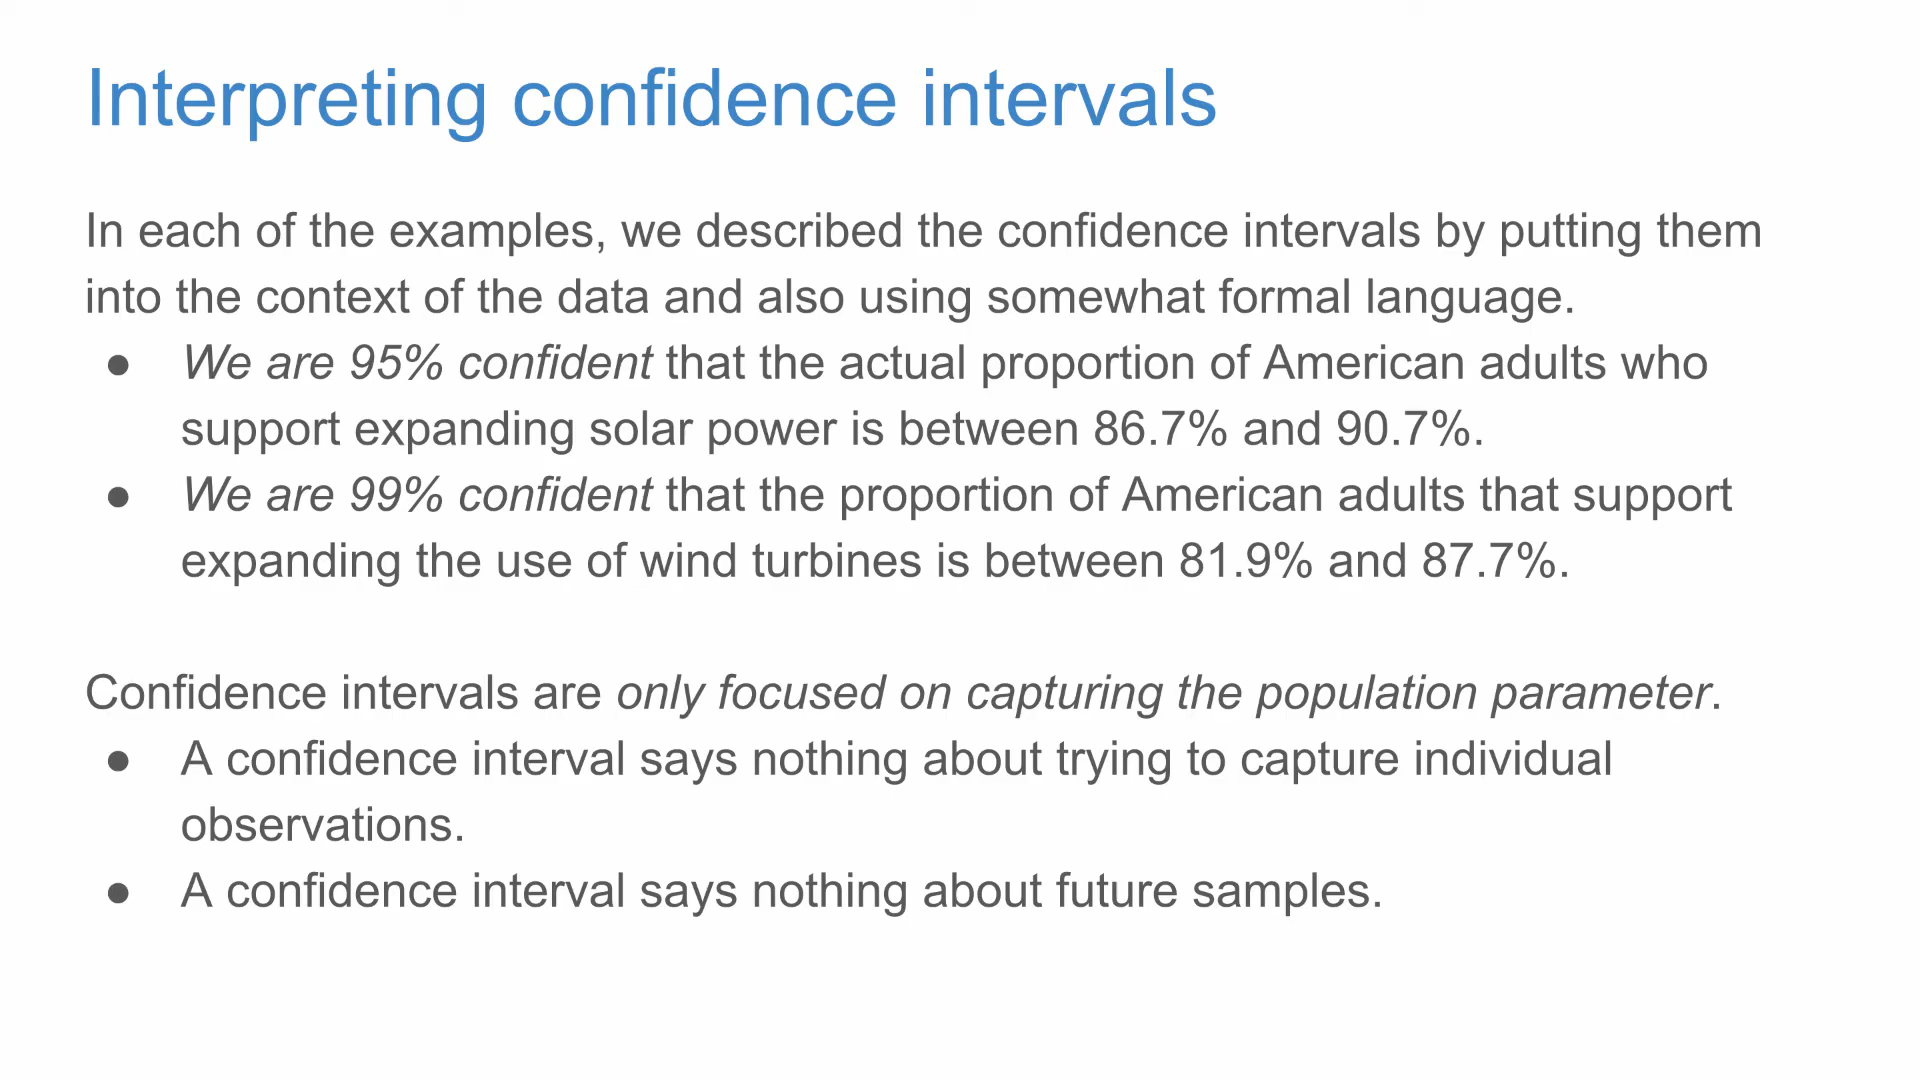 Interpreting confidence intervals
In each of the examples, we described the confidence intervals by putting them
into the context of the data and also using somewhat formal language.
● We are 95% confident that the actual proportion of American adults who
support expanding solar power is between 86.7% and 90.7%.
● We are 99% confident that the proportion of American adults that support
expanding the use of wind turbines is between 81.9% and 87.7%.
Confidence intervals are only focused on capturing the population parameter.
● A confidence interval says nothing about trying to capture individual
observations.
● A confidence interval says nothing about future samples.